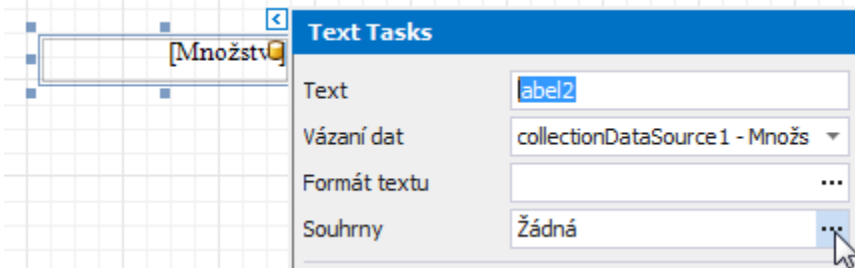 Text Tasks
[Množstv]
Text label2
Vázaní dat collectionDataSource1 - Množs
Formát textu ...
Souhrny Žádná ...